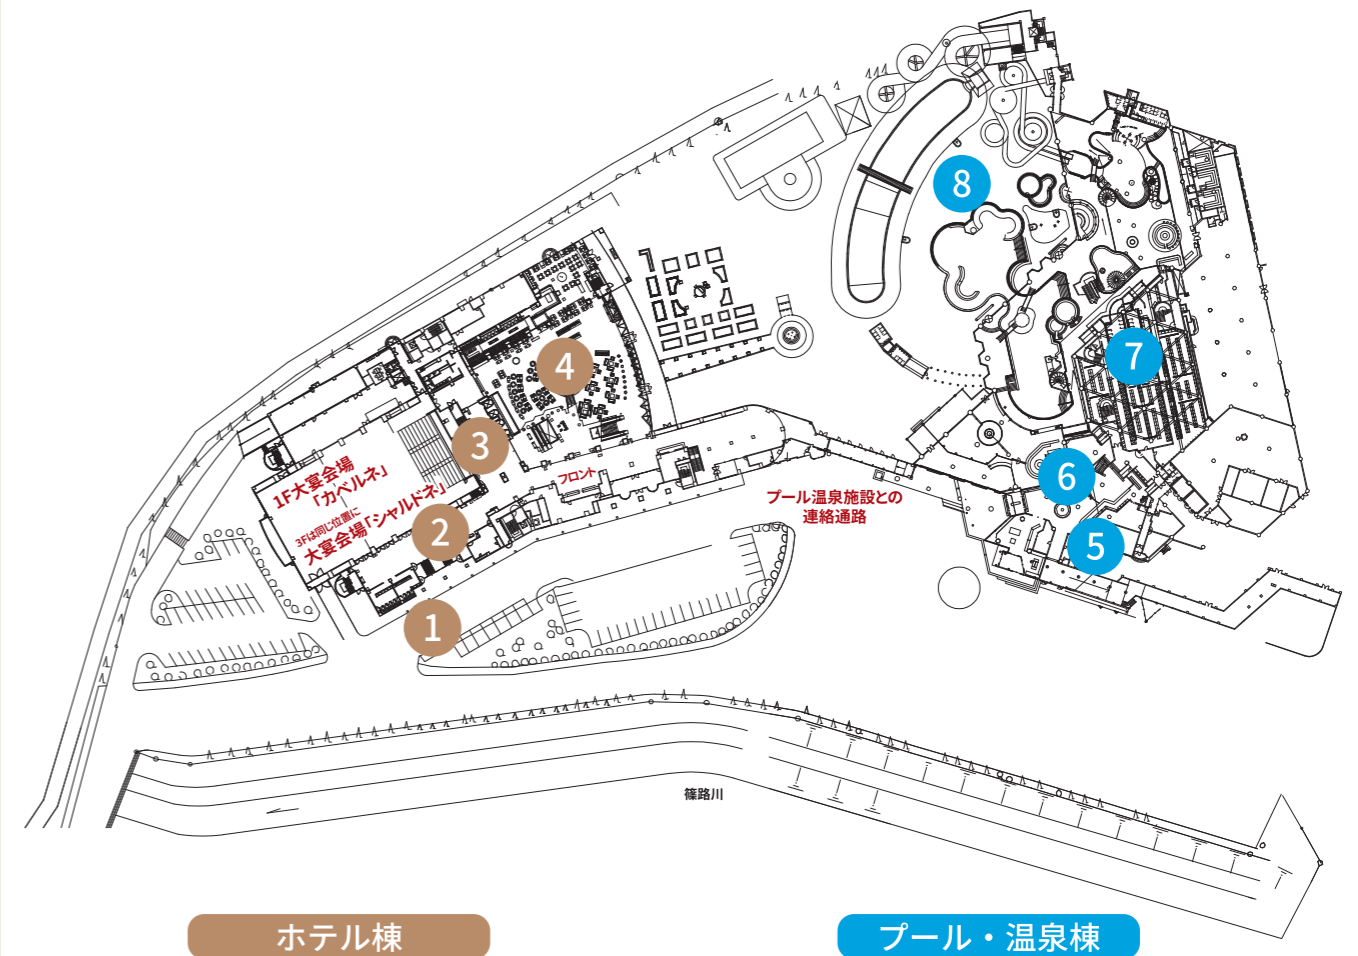 8
7
4
3
1F大宴会場
「カベルネ」
3Fは同じ位置に
大宴会場「シャルドネ」
フロント
2
6
プール温泉施設との
連絡通路
5
1
篠路川
ホテル棟
プール・温泉棟